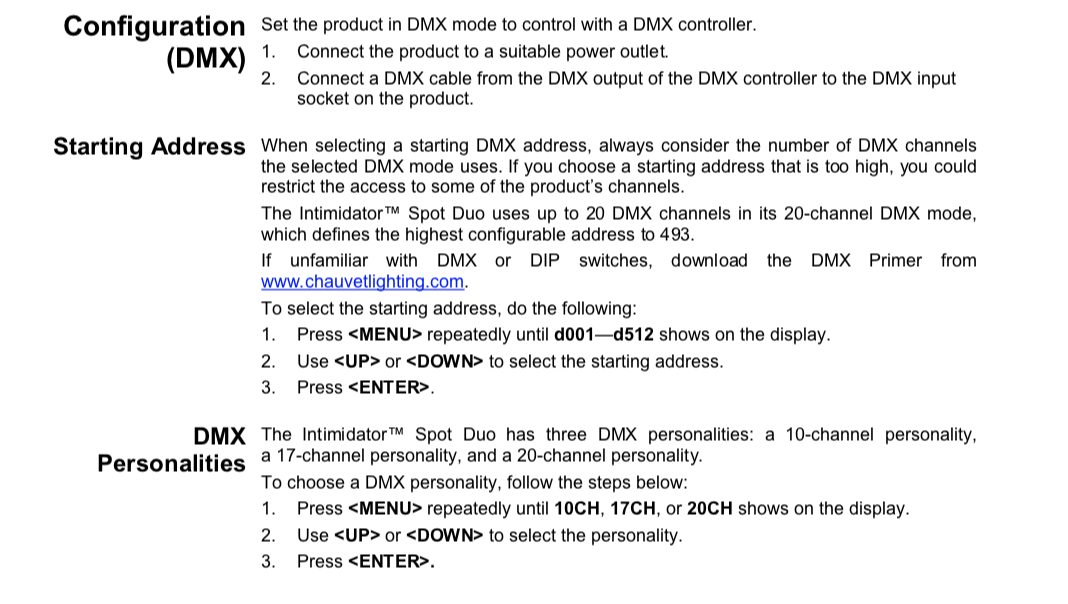 Configuration (DMX)
Set the product in DMX mode to control with a DMX controller.
1. Connect the product to a suitable power outlet.
2. Connect a DMX cable from the DMX output of the DMX controller to the DMX input
socket on the product.
Starting Address
When selecting a starting DMX address, always consider the number of DMX channels
the selected DMX mode uses. If you choose a starting address that is too high, you could
restrict the access to some of the product's channels.
The Intimidator™ Spot Duo uses up to 20 DMX channels in its 20-channel DMX mode,
which defines the highest configurable address to 493.
If unfamiliar with DMX or DIP switches, download the DMX Primer from
www.chauvetlighting.com.
To select the starting address, do the following:
1. Press <MENU> repeatedly until d001—d512 shows on the display.
2. Use <UP> or <DOWN> to select the starting address.
3. Press <ENTER>.
DMX Personalities
The Intimidator™ Spot Duo has three DMX personalities: a 10-channel personality,
a 17-channel personality, and a 20-channel personality.
To choose a DMX personality, follow the steps below:
1. Press <MENU> repeatedly until 10CH, 17CH, or 20CH shows on the display.
2. Use <UP> or <DOWN> to select the personality.
3. Press <ENTER>.